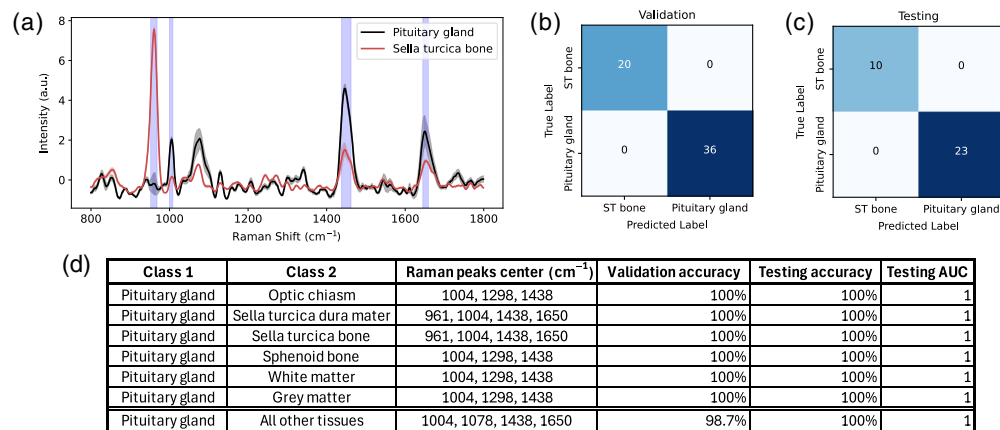 (a)
8
6
4
2
0
Intensity (a.u.)
Pituitary gland
Sella turcica bone
800 1000 1200 1400 1600 1800
Raman Shift (cm⁻¹)
(b)
Validation
True Label
ST bone
Pituitary gland
20 0
0 36
ST bone Pituitary gland
Predicted Label
(c)
Testing
True Label
ST bone
Pituitary gland
10 0
0 23
ST bone Pituitary gland
Predicted Label
(d)
Class 1 Class 2 Raman peaks center (cm⁻¹) Validation accuracy Testing accuracy Testing AUC
Pituitary gland Optic chiasm 1004, 1298, 1438 100% 100% 1
Pituitary gland Sella turcica dura mater 961, 1004, 1438, 1650 100% 100% 1
Pituitary gland Sella turcica bone 961, 1004, 1438, 1650 100% 100% 1
Pituitary gland Sphenoid bone 1004, 1298, 1438 100% 100% 1
Pituitary gland White matter 1004, 1298, 1438 100% 100% 1
Pituitary gland Grey matter 1004, 1298, 1438 100% 100% 1
Pituitary gland All other tissues 1004, 1078, 1438, 1650 98.7% 100% 1